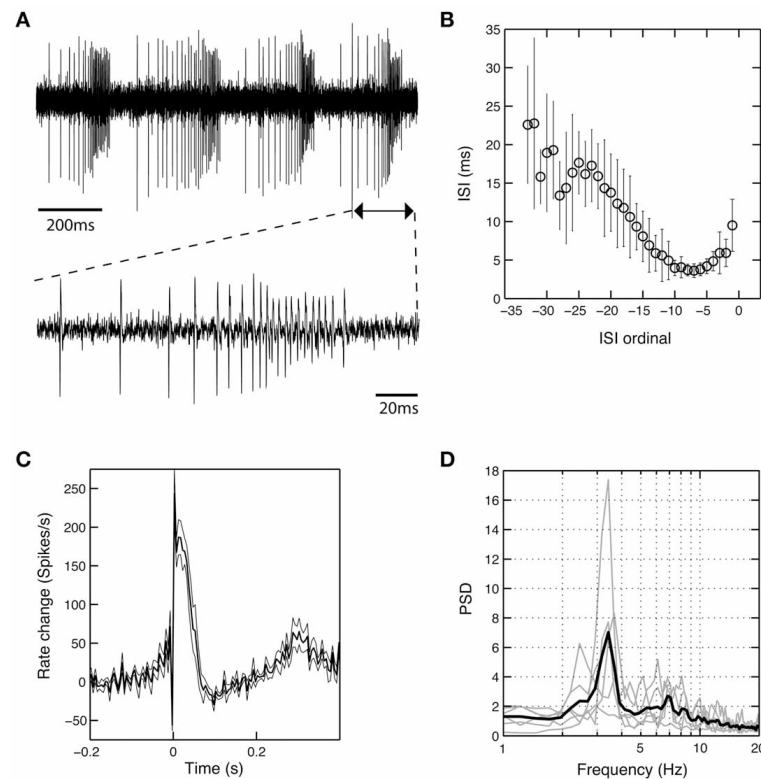 A
200ms
20ms
B
35
30
25
20
15
10
5
0
ISI (ms)
−35 −30 −25 −20 −15 −10 −5 0
ISI ordinal
C
250
200
150
100
50
0
−50
Rate change (Spikes/s)
−0.2 0 0.2
Time (s)
D
18
16
14
12
10
8
6
4
2
0
PSD
1 5 10 20
Frequency (Hz)